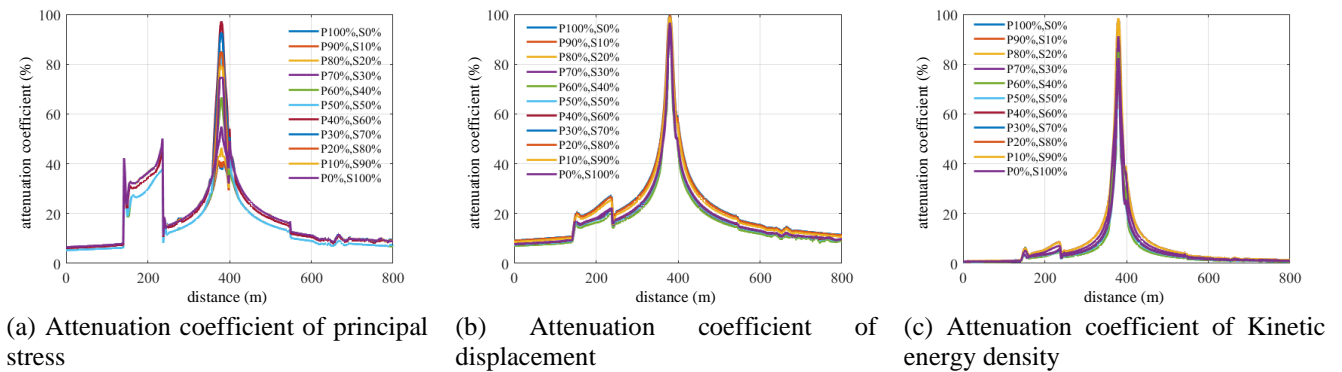 100
80
60
40
20
0
attenuation coefficient (%)
P100%,S0%
P90%,S10%
P80%,S20%
P70%,S30%
P60%,S40%
P50%,S50%
P40%,S60%
P30%,S70%
P20%,S80%
P10%,S90%
P0%,S100%
0 200 400 600 800
distance (m)
(a) Attenuation coefficient of principal
stress
100
80
60
40
20
0
attenuation coefficient (%)
P100%,S0%
P90%,S10%
P80%,S20%
P70%,S30%
P60%,S40%
P50%,S50%
P40%,S60%
P30%,S70%
P20%,S80%
P10%,S90%
P0%,S100%
0 200 400 600 800
distance (m)
(b) Attenuation coefficient of
displacement
100
80
60
40
20
0
attenuation coefficient (%)
P100%,S0%
P90%,S10%
P80%,S20%
P70%,S30%
P60%,S40%
P50%,S50%
P40%,S60%
P30%,S70%
P20%,S80%
P10%,S90%
P0%,S100%
0 200 400 600 800
distance (m)
(c) Attenuation coefficient of Kinetic
energy density